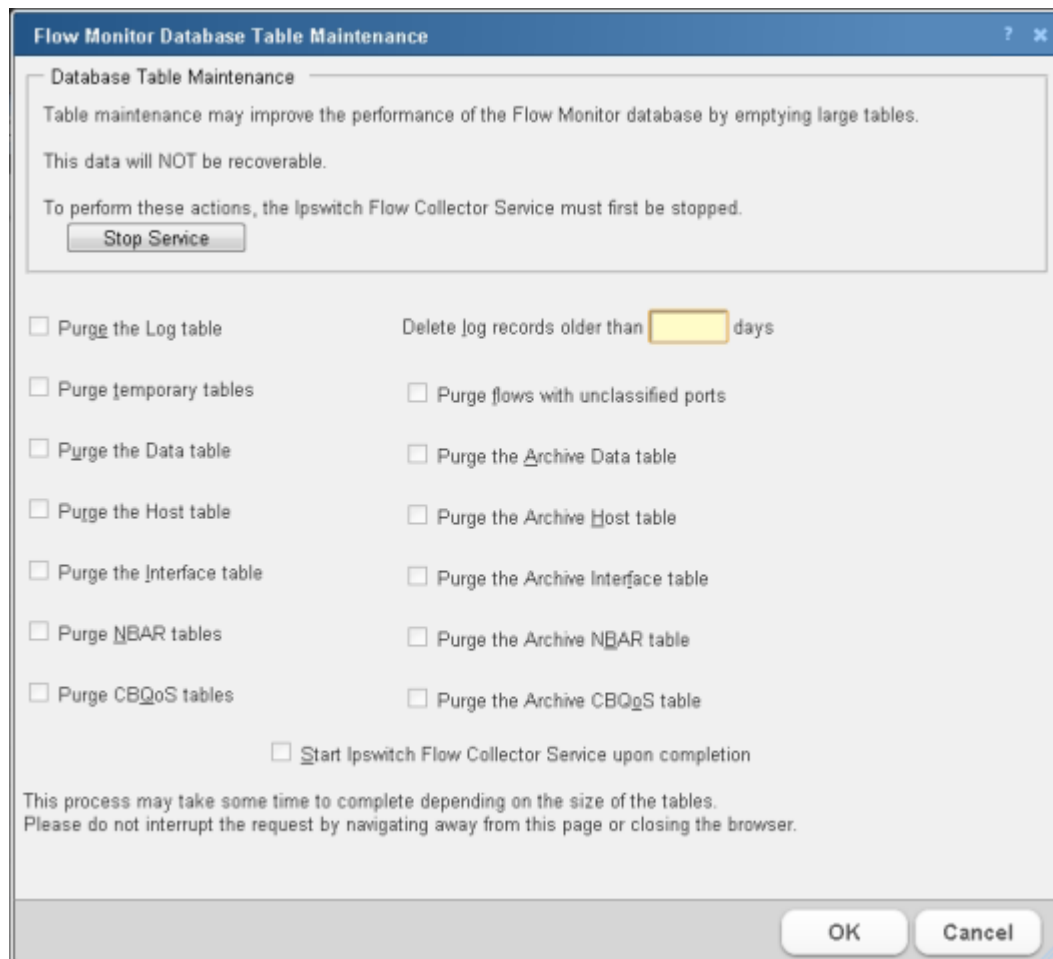 Flow Monitor Database Table Maintenance ? ×
Database Table Maintenance
Table maintenance may improve the performance of the Flow Monitor database by emptying large tables.
This data will NOT be recoverable.
To perform these actions, the Ipswitch Flow Collector Service must first be stopped.
Stop Service
Purge the Log table
Delete log records older than days
Purge temporary tables
Purge flows with unclassified ports
Purge the Data table
Purge the Archive Data table
Purge the Host table
Purge the Archive Host table
Purge the Interface table
Purge the Archive Interface table
Purge NBAR tables
Purge the Archive NBAR table
Purge CBQoS tables
Purge the Archive CBQoS table
Start Ipswitch Flow Collector Service upon completion
This process may take some time to complete depending on the size of the tables.
Please do not interrupt the request by navigating away from this page or closing the browser.
OK Cancel